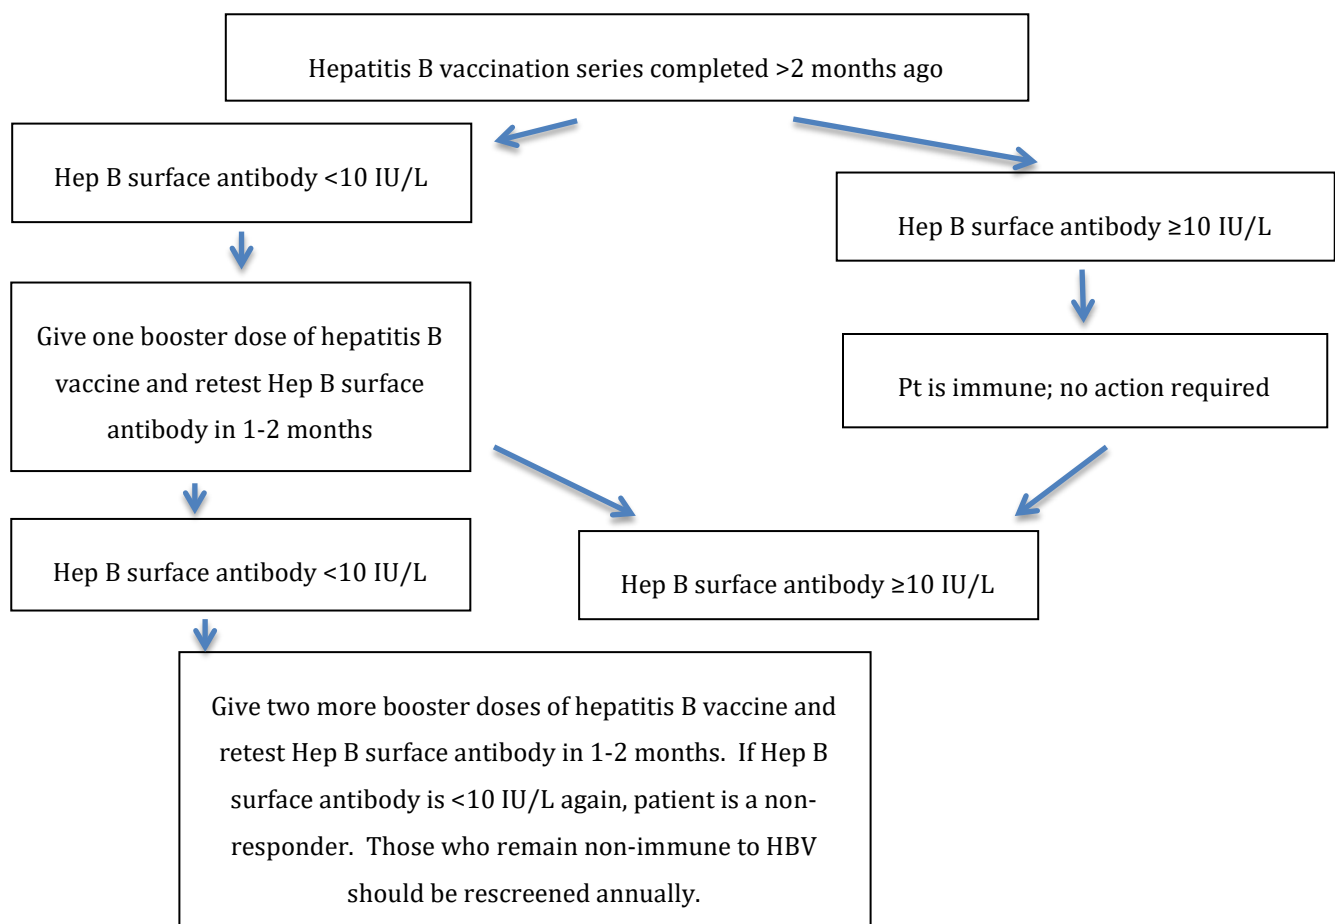 Hepatitis B vaccination series completed >2 months ago
Hep B surface antibody <10 IU/L
Hep B surface antibody ≥10 IU/L
Give one booster dose of hepatitis B
vaccine and retest Hep B surface
antibody in 1-2 months
Pt is immune; no action required
Hep B surface antibody <10 IU/L
Hep B surface antibody ≥10 IU/L
Give two more booster doses of hepatitis B vaccine and
retest Hep B surface antibody in 1-2 months.  If Hep B
surface antibody is <10 IU/L again, patient is a non-
responder.  Those who remain non-immune to HBV
should be rescreened annually.